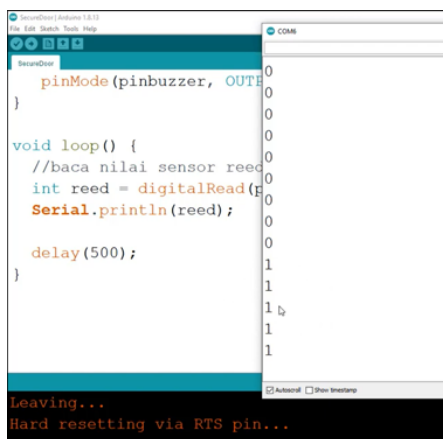 SecureDoor | Arduino 1.8.13
File Edit Sketch Tools Help
SecureDoor
pinMode(pinbuzzer, OUTP
}
void loop() {
//baca nilai sensor reed
int reed = digitalRead(p
Serial.println(reed);
delay(500);
}
Leaving...
Hard resetting via RTS pin...
COM6
0
0
0
0
0
0
0
0
0
1
1
1
1
1
Autoscroll Show timestamp